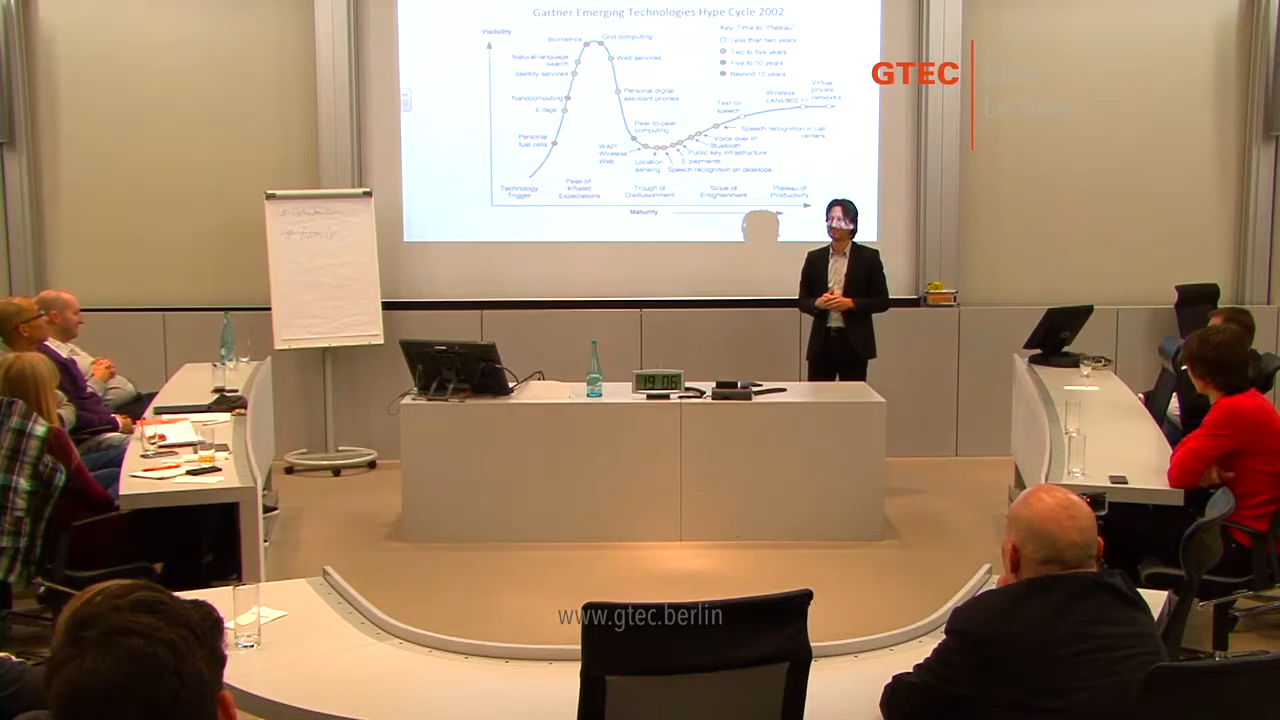 Gartner Emerging Technologies Hype Cycle 2002
Visibility
Key: Time to "Plateau"
Less than two years
Two to five years
Five to 10 years
Beyond 10 years
Biometrics
Grid computing
Natural-language
search
Web services
Identity services
Nanocomputing
E-tags
Personal digital
assistant phones
Personal
fuel cells
Peer-to-peer
computing
WAP/
Wireless
Web
Location
sensing
Speech recognition on desktops
E-payments
Public key infrastructure
Bluetooth
Voice over IP
Speech recognition in call
centers
Text-to-
speech
Wireless
LANs/802.11
Virtual
private
networks
Technology
Trigger
Peak of
Inflated
Expectations
Trough of
Disillusionment
Slope of
Enlightenment
Plateau of
Productivity
Maturity
GTEC
19:06
www.gtec.berlin